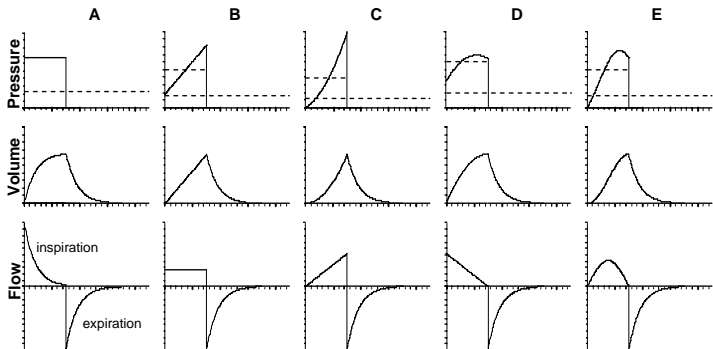 A B C D E
Pressure
Volume
Flow
inspiration
expiration